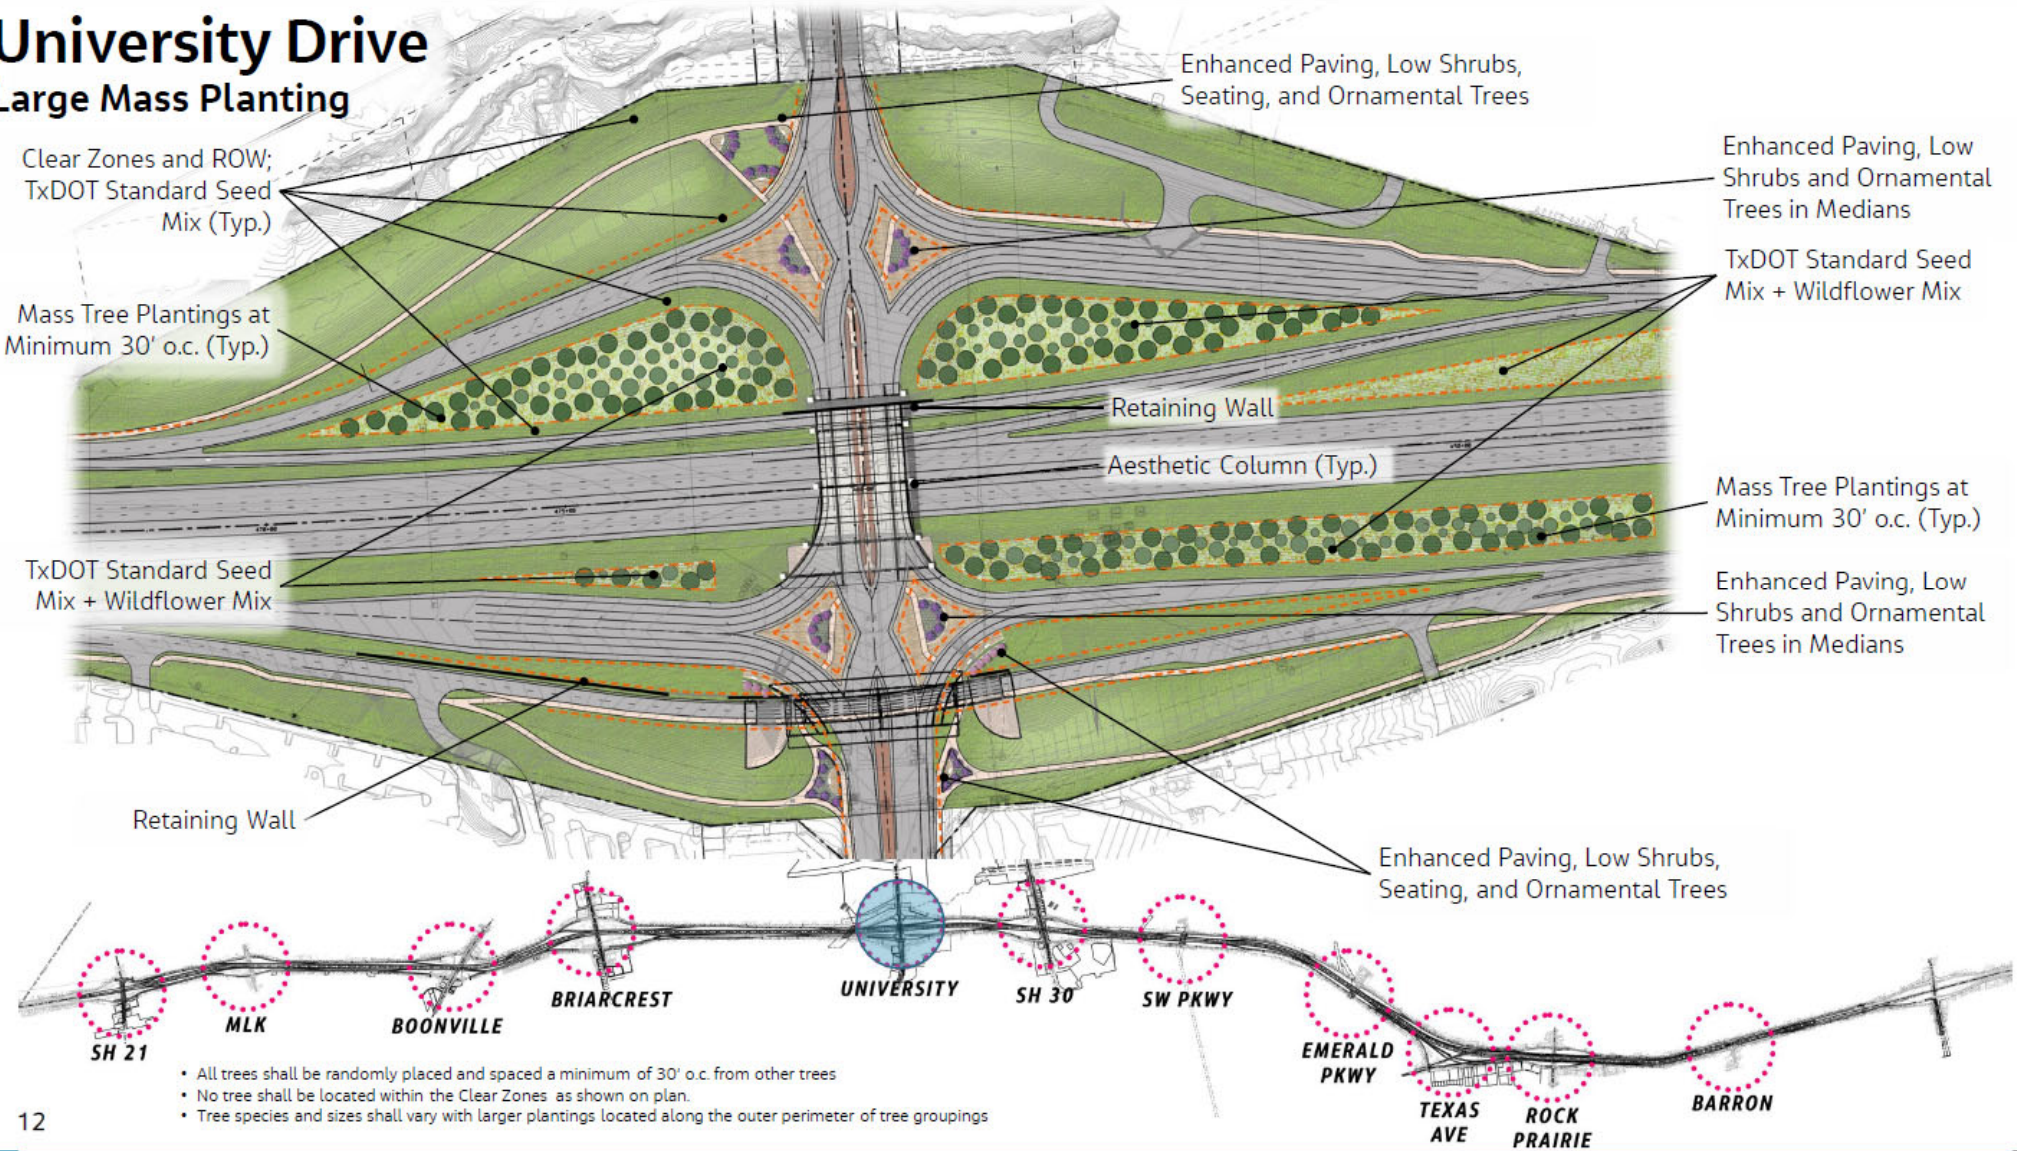 University Drive
Large Mass Planting
Clear Zones and ROW;
TxDOT Standard Seed
Mix (Typ.)
Mass Tree Plantings at
Minimum 30' o.c. (Typ.)
TxDOT Standard Seed
Mix + Wildflower Mix
Retaining Wall
Enhanced Paving, Low Shrubs,
Seating, and Ornamental Trees
Enhanced Paving, Low
Shrubs and Ornamental
Trees in Medians
TxDOT Standard Seed
Mix + Wildflower Mix
Retaining Wall
Aesthetic Column (Typ.)
Mass Tree Plantings at
Minimum 30' o.c. (Typ.)
Enhanced Paving, Low
Shrubs and Ornamental
Trees in Medians
Enhanced Paving, Low Shrubs,
Seating, and Ornamental Trees
SH 21
MLK
BOONVILLE
BRIARCREST
UNIVERSITY
SH 30
SW PKWY
EMERALD
PKWY
TEXAS
AVE
ROCK
PRAIRIE
BARRON
• All trees shall be randomly placed and spaced a minimum of 30' o.c. from other trees
• No tree shall be located within the Clear Zones as shown on plan.
• Tree species and sizes shall vary with larger plantings located along the outer perimeter of tree groupings
12